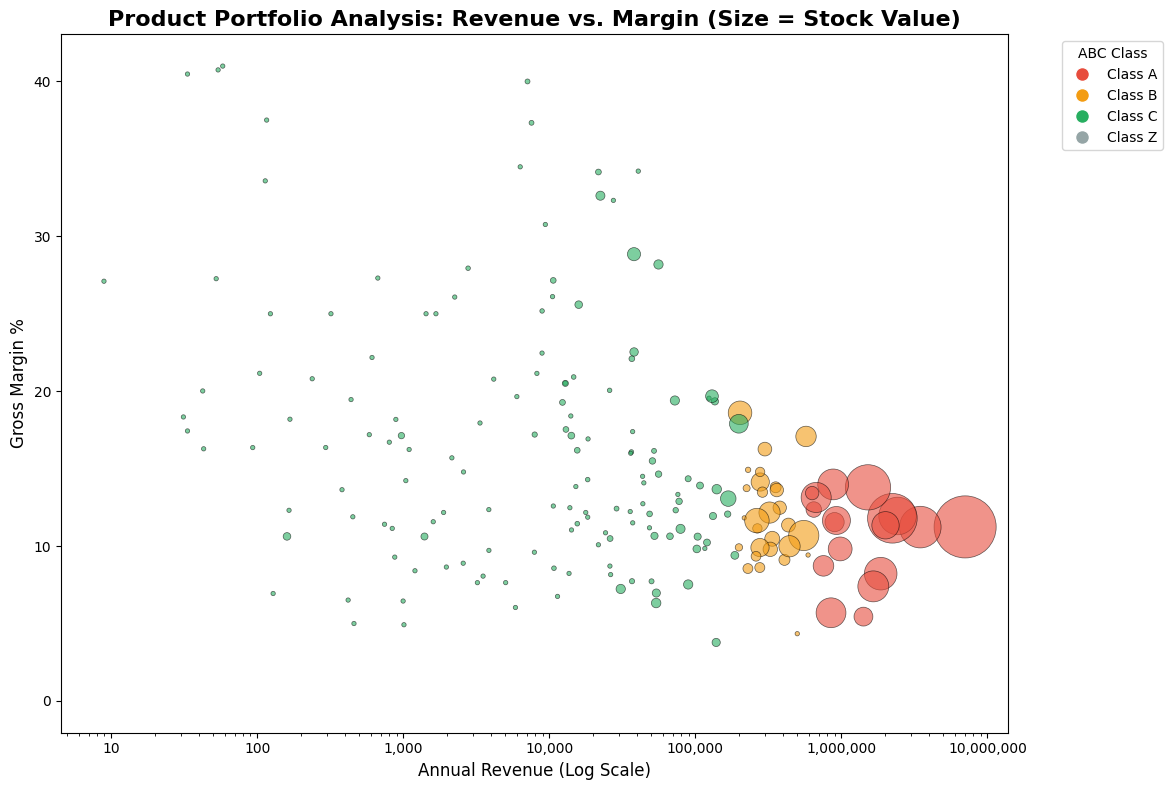 Product Portfolio Analysis: Revenue vs. Margin (Size = Stock Value)
ABC Class
Class A
Class B
Class C
Class Z
Gross Margin %
40
30
20
10
0
10
100
1,000
10,000
100,000
1,000,000
10,000,000
Annual Revenue (Log Scale)